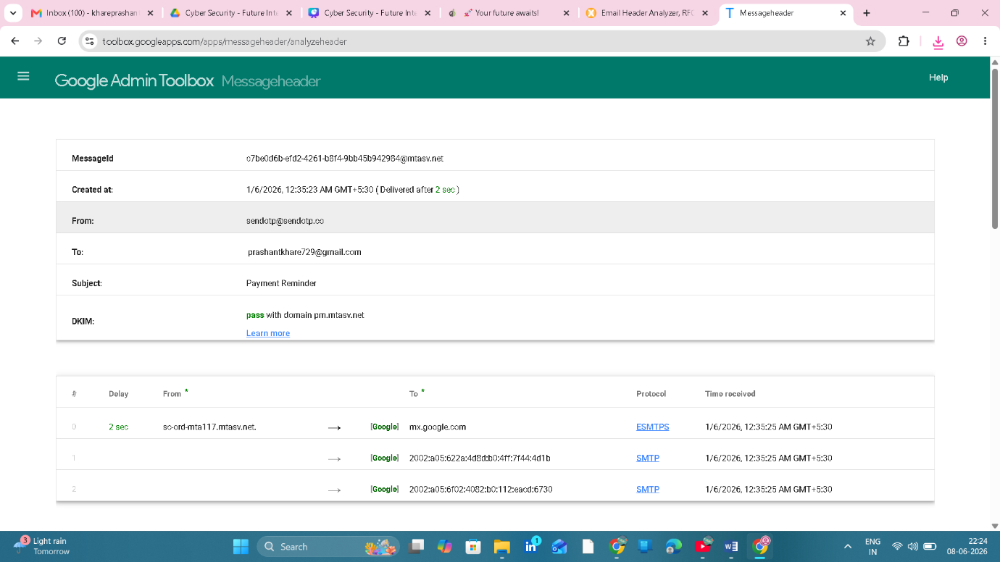 Inbox (100) - khareprashan
Cyber Security - Future Inte
Cyber Security - Future Inte
🚀 Your future awaits!
Email Header Analyzer, RFC
Messageheader
toolbox.googleapps.com/apps/messageheader/analyzeheader
Google Admin Toolbox Messageheader
Help
MessageId c7be0d6b-efd2-4261-b8f4-9bb45b942984@mtasv.net
Created at: 1/6/2026, 12:35:23 AM GMT+5:30 ( Delivered after 2 sec )
From: sendotp@sendotp.co
To: prashantkhare729@gmail.com
Subject: Payment Reminder
DKIM: pass with domain pm.mtasv.net
Learn more
# Delay From * To * Protocol Time received
0 2 sec sc-ord-mta117.mtasv.net. → [Google] mx.google.com ESMTPS 1/6/2026, 12:35:25 AM GMT+5:30
1 → [Google] 2002:a05:622a:4d8d:b0:4ff:7f44:4d1b SMTP 1/6/2026, 12:35:25 AM GMT+5:30
2 → [Google] 2002:a05:6f02:4082:b0:112:eacd:6730 SMTP 1/6/2026, 12:35:25 AM GMT+5:30
3 Light rain
Tomorrow
Search
1
ENG
IN
22:24
08-06-2026